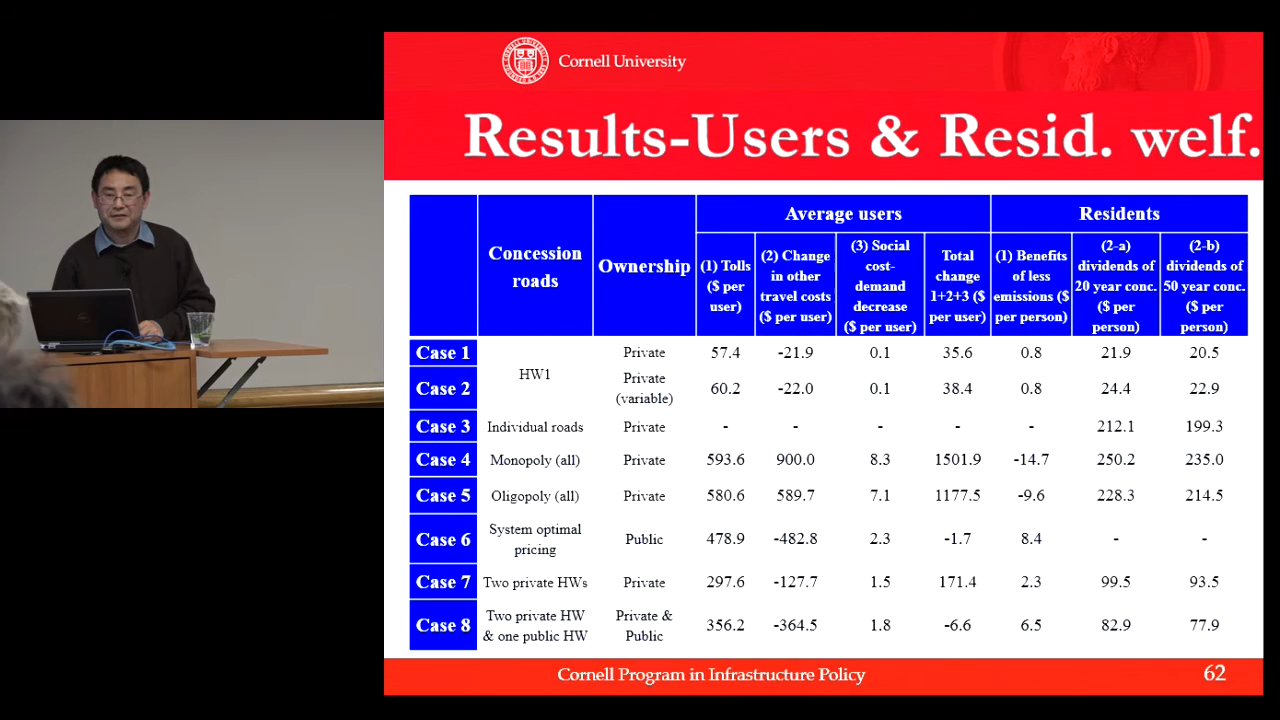 Cornell University
Results-Users & Resid. welf.
Concession roads Ownership Average users Residents
(1) Tolls ($ per user) (2) Change in other travel costs ($ per user) (3) Social cost-demand decrease ($ per user) Total change 1+2+3 ($ per user) (1) Benefits of less emissions ($ per person) (2-a) dividends of 20 year conc. ($ per person) (2-b) dividends of 50 year conc. ($ per person)
Case 1 HW1 Private 57.4 -21.9 0.1 35.6 0.8 21.9 20.5
Case 2 Private (variable) 60.2 -22.0 0.1 38.4 0.8 24.4 22.9
Case 3 Individual roads Private - - - - - 212.1 199.3
Case 4 Monopoly (all) Private 593.6 900.0 8.3 1501.9 -14.7 250.2 235.0
Case 5 Oligopoly (all) Private 580.6 589.7 7.1 1177.5 -9.6 228.3 214.5
Case 6 System optimal pricing Public 478.9 -482.8 2.3 -1.7 8.4 - -
Case 7 Two private HWs Private 297.6 -127.7 1.5 171.4 2.3 99.5 93.5
Case 8 Two private HW & one public HW Private & Public 356.2 -364.5 1.8 -6.6 6.5 82.9 77.9
Cornell Program in Infrastructure Policy 62